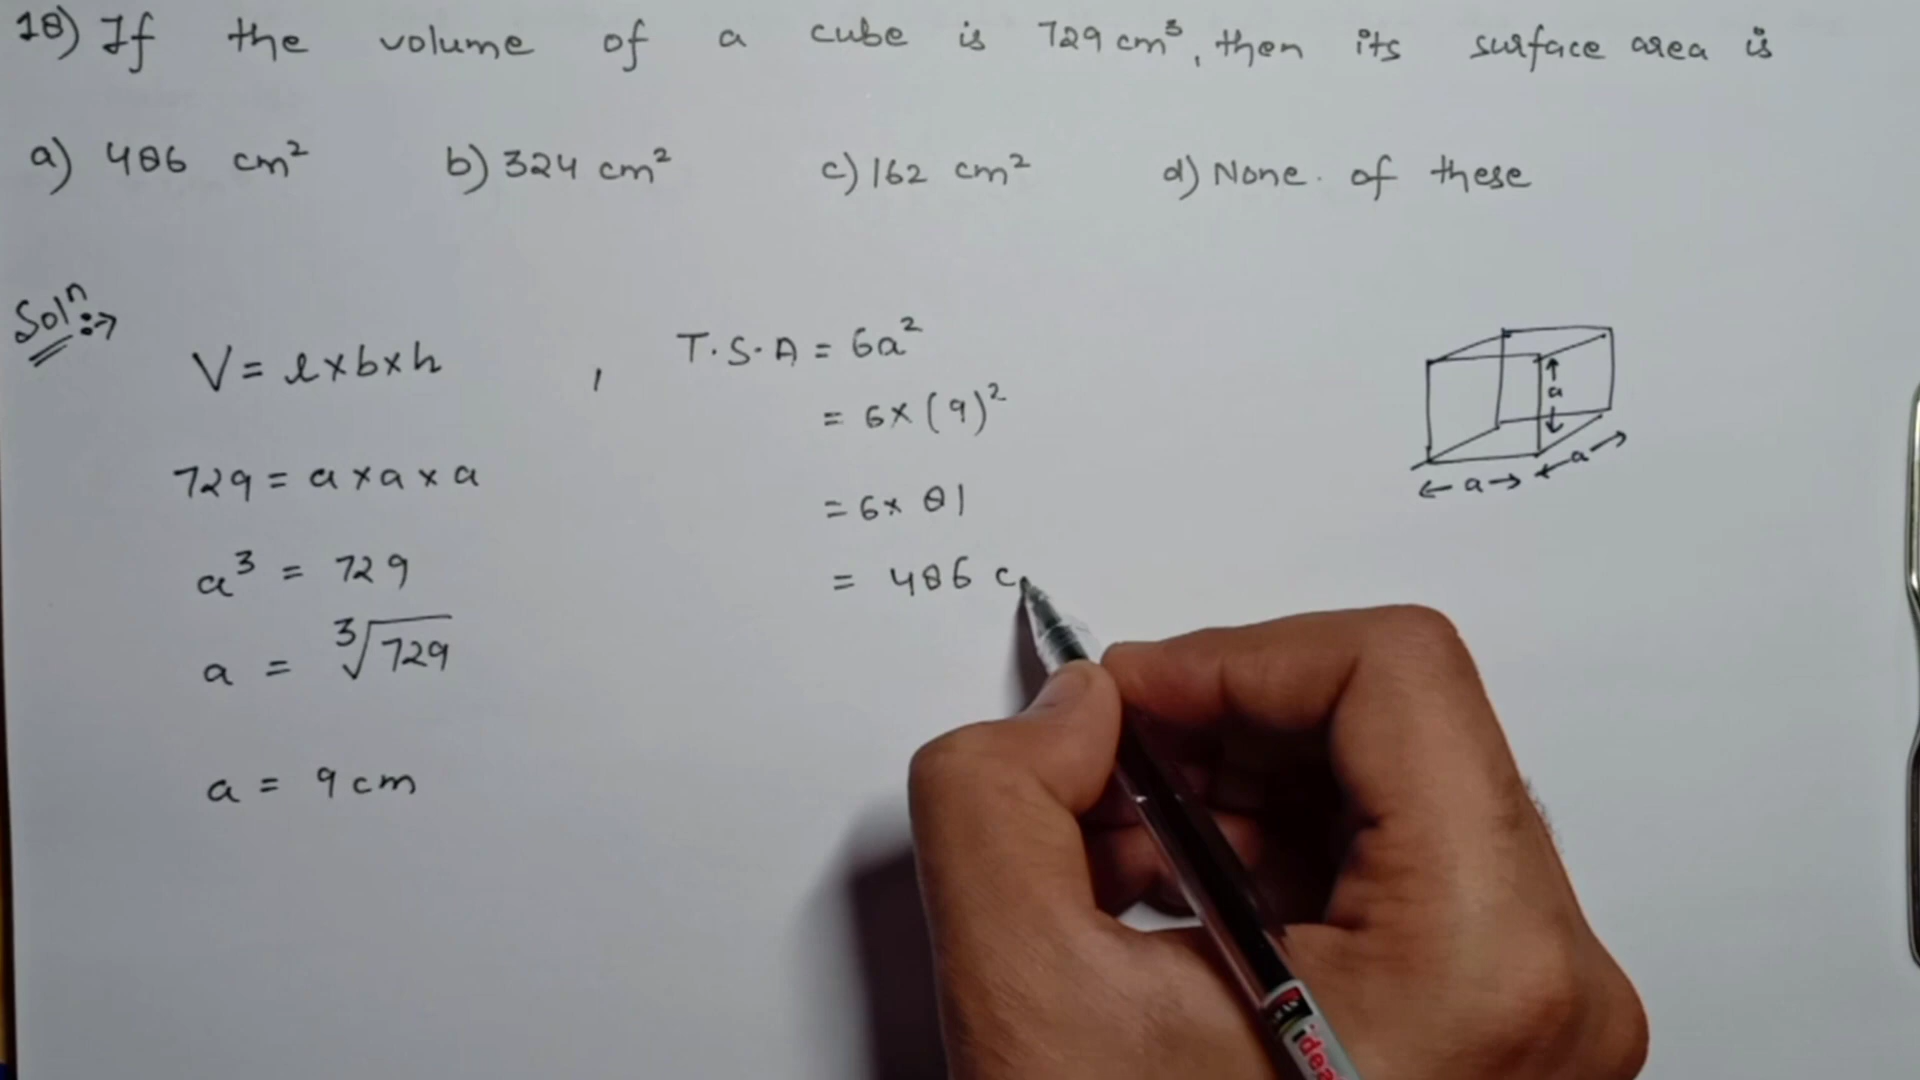 18) If the volume of a cube is 729 cm³, then its surface area is
a) 486 cm² b) 324 cm² c) 162 cm² d) None of these
Solⁿ :→
V = l×b×h , T.S.A = 6a²
= 6×(9)²
729 = a × a × a
= 6× 81
a³ = 729
= 486 c
a = ∛729
a = 9 cm
a
← a → ← a →
idea